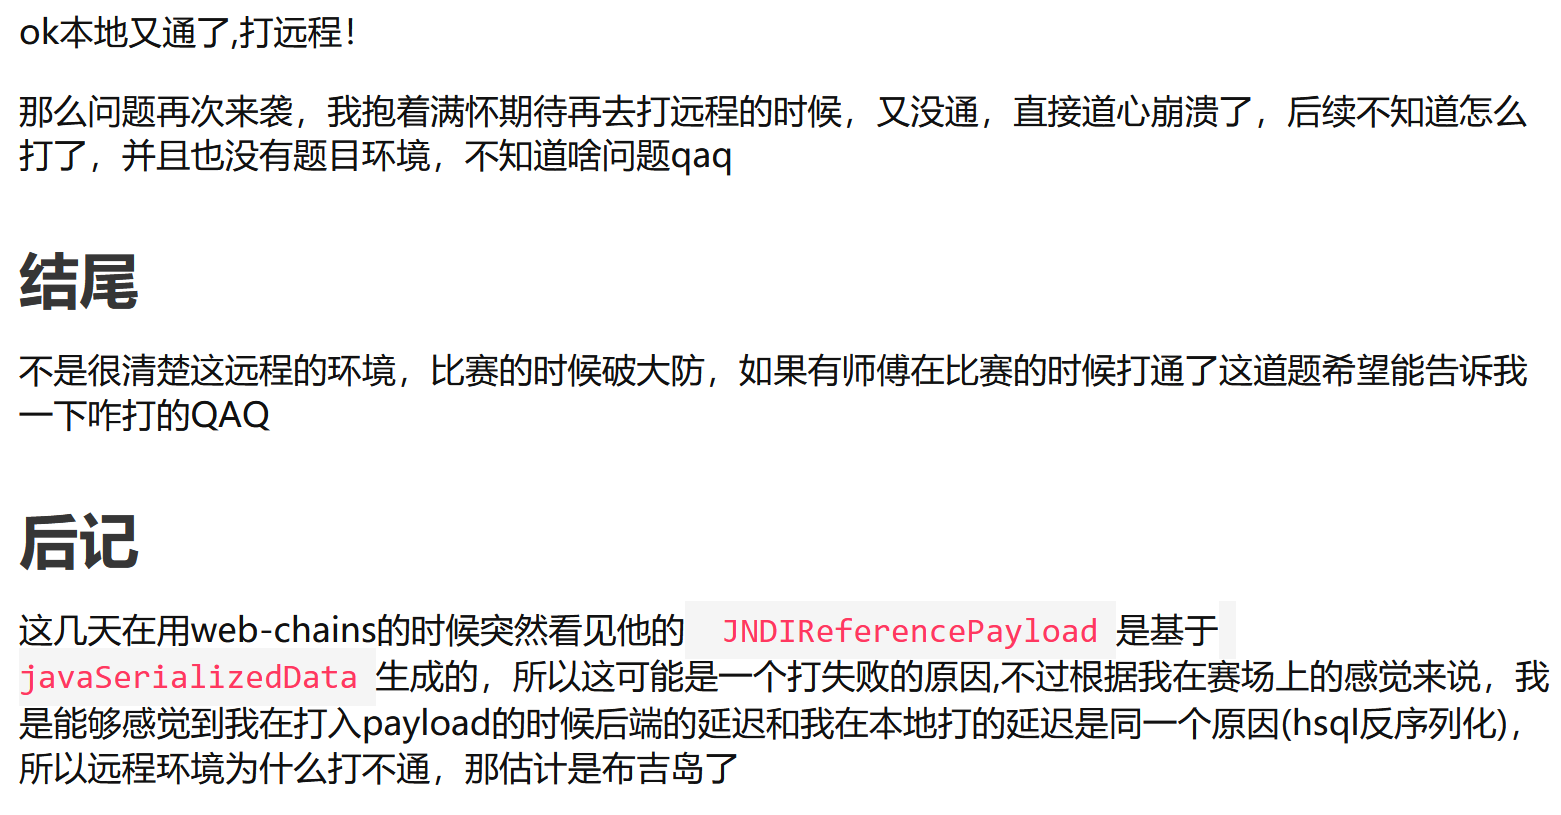 ok本地又通了,打远程！
那么问题再次来袭，我抱着满怀期待再去打远程的时候，又没通，直接道心崩溃了，后续不知道怎么
打了，并且也没有题目环境，不知道啥问题qaq
结尾
不是很清楚这远程的环境，比赛的时候破大防，如果有师傅在比赛的时候打通了这道题希望能告诉我
一下咋打的QAQ
后记
这几天在用web-chains的时候突然看见他的 JNDIReferencePayload 是基于
javaSerializedData 生成的，所以这可能是一个打失败的原因,不过根据我在赛场上的感觉来说，我
是能够感觉到我在打入payload的时候后端的延迟和我在本地打的延迟是同一个原因(hsql反序列化)，
所以远程环境为什么打不通，那估计是布吉岛了